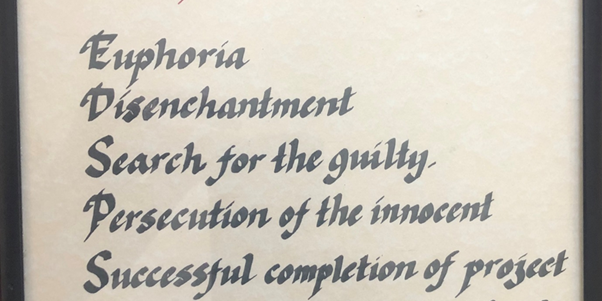 Euphoria
Disenchantment
Search for the guilty.
Persecution of the innocent
Successful completion of project